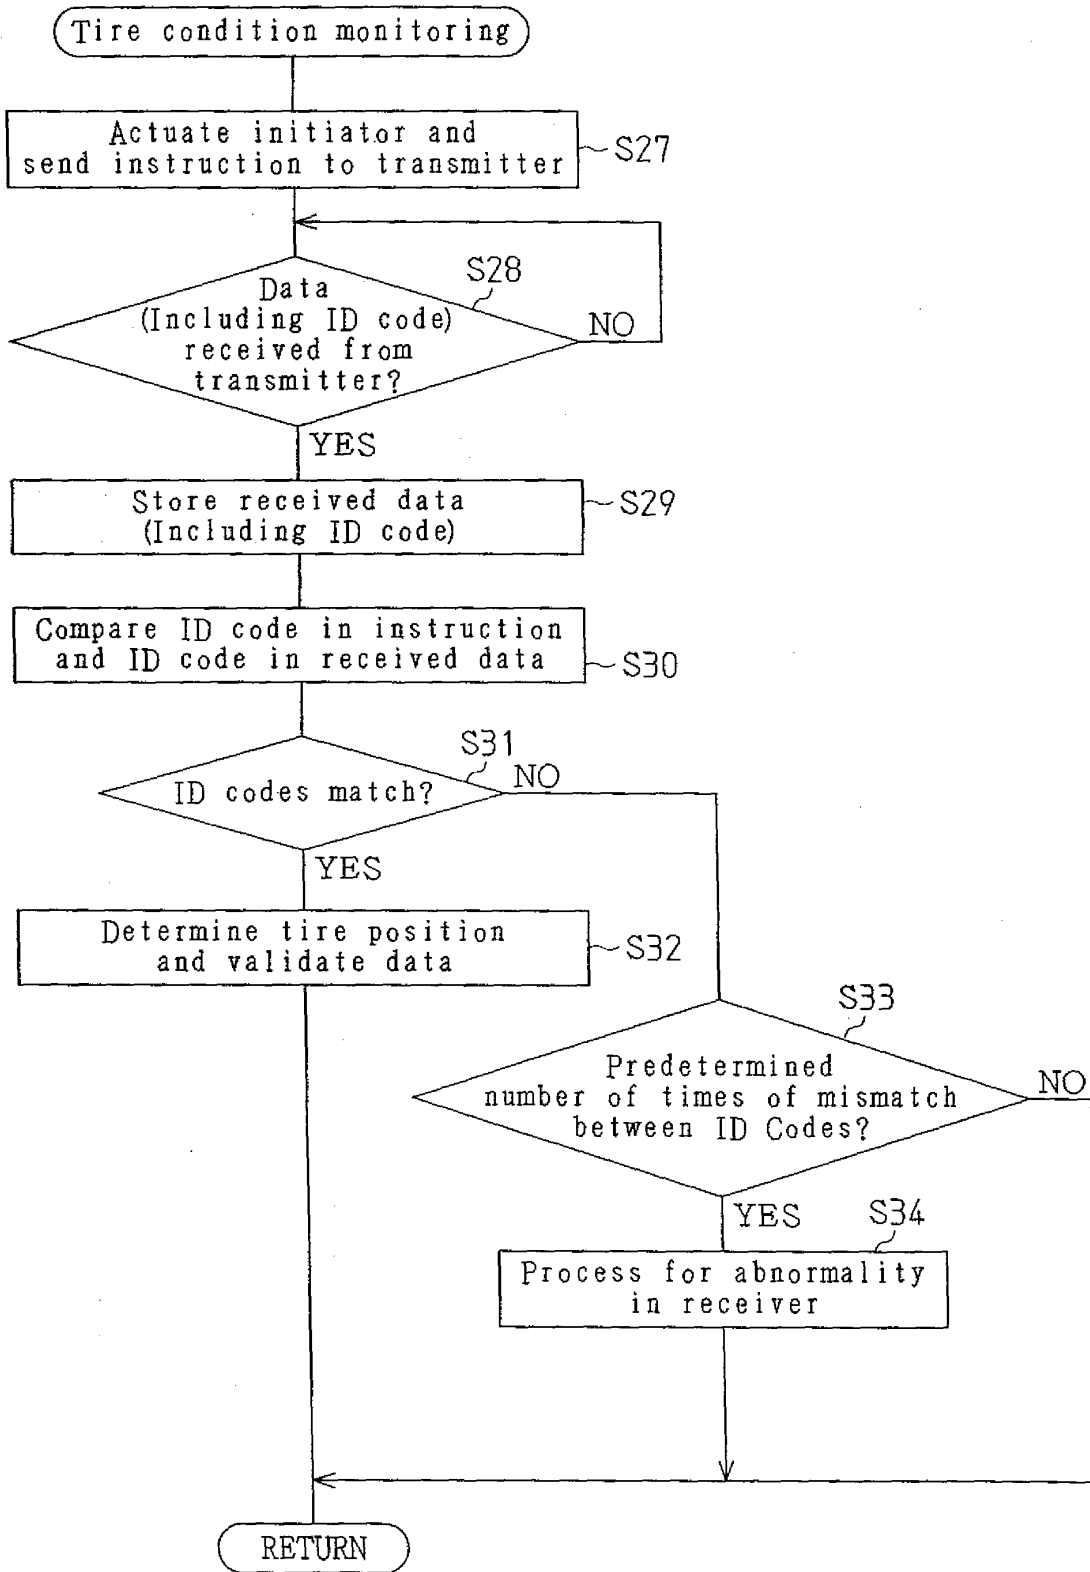 Tire condition monitoring
Actuate initiator and
send instruction to transmitter
S27
S28
Data
(Including ID code)
received from
transmitter?
NO
YES
Store received data
(Including ID code)
S29
Compare ID code in instruction
and ID code in received data
S30
S31
ID codes match?
NO
YES
Determine tire position
and validate data
S32
S33
Predetermined
number of times of mismatch
between ID Codes?
NO
YES
S34
Process for abnormality
in receiver
RETURN